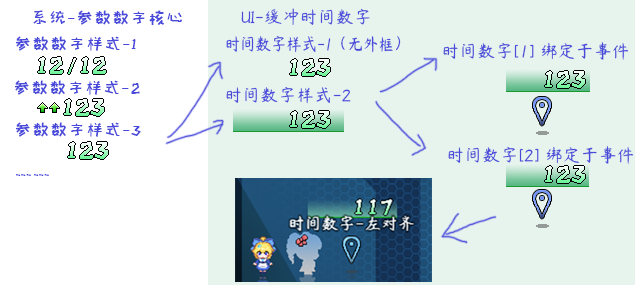 系统-参数数字核心
参数数字样式-1
12/12
参数数字样式-2
123
参数数字样式-3
123
~~~~~~
UI-缓冲时间数字
时间数字样式-1（无外框）
123
时间数字样式-2
123
时间数字[1] 绑定于事件
123
时间数字[2] 绑定于事件
123
117
时间数字-左对齐